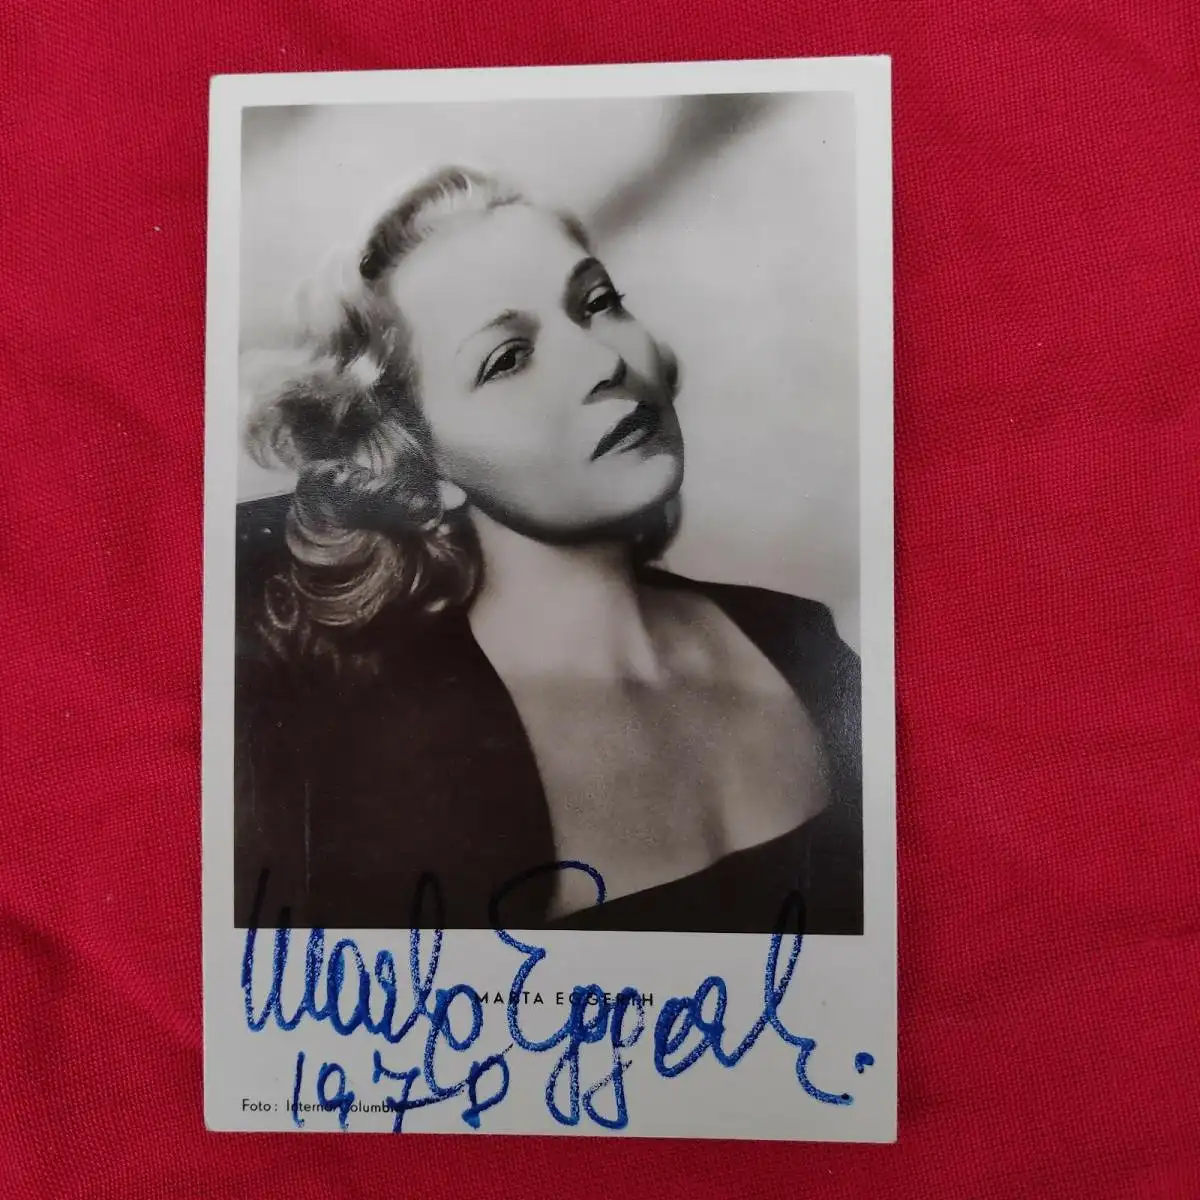 MARTA EGGERTH
Marta Eggerth.
1970
Foto: Internat. Columbia